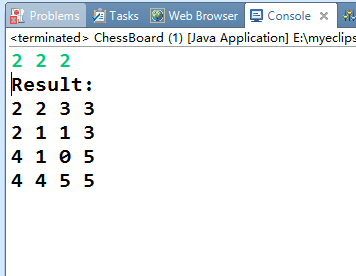 Problems Tasks Web Browser Console
<terminated> ChessBoard (1) [Java Application] E:\myeclips
2 2 2
Result:
2 2 3 3
2 1 1 3
4 1 0 5
4 4 5 5